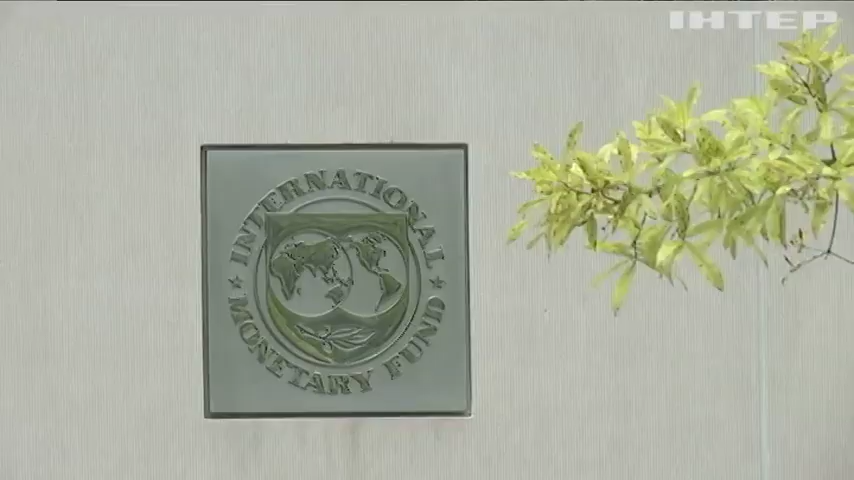 ІНТЕР
INTERNATIONAL
MONETARY FUND